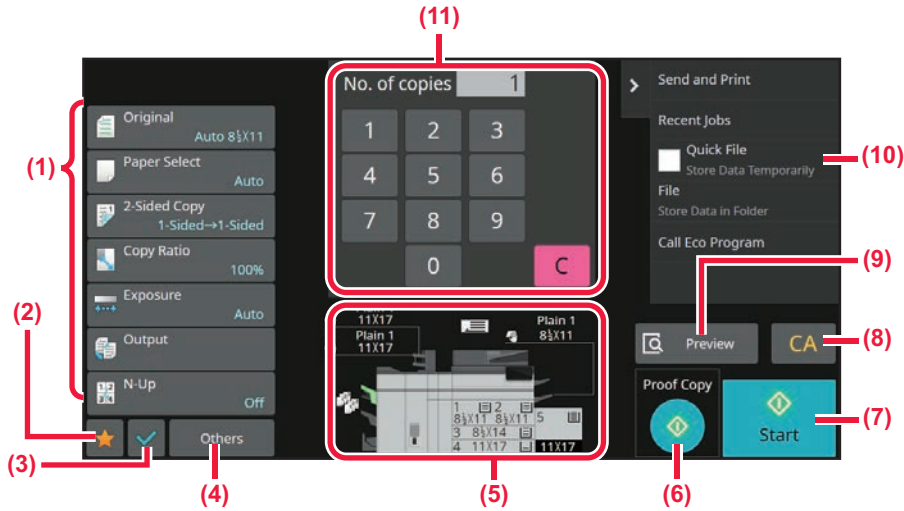 (11)
(1)
Original
Auto 8½X11
Paper Select
Auto
2-Sided Copy
1-Sided→1-Sided
Copy Ratio
100%
Exposure
Auto
Output
N-Up
Off
(2)
(3)
Others
(4)
No. of copies 1
1 2 3
4 5 6
7 8 9
0 C
11X17
Plain 1
11X17
Plain 1
8½X11
1 2
8½X11 8½X11 5
3 8½X14
4 11X17 11X17
(5)
Send and Print
Recent Jobs
Quick File
Store Data Temporarily
File
Store Data in Folder
Call Eco Program
(10)
(9)
Preview
CA
(8)
Proof Copy
Start
(7)
(6)